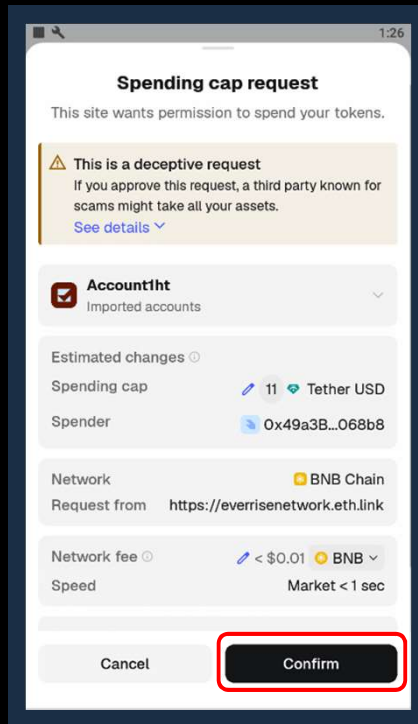 1:26
Spending cap request
This site wants permission to spend your tokens.
This is a deceptive request
If you approve this request, a third party known for
scams might take all your assets.
See details
Account1ht
Imported accounts
Estimated changes
Spending cap 11 Tether USD
Spender 0x49a3B...068b8
Network BNB Chain
Request from https://everrisenetwork.eth.link
Network fee < $0.01 BNB
Speed Market < 1 sec
Cancel Confirm